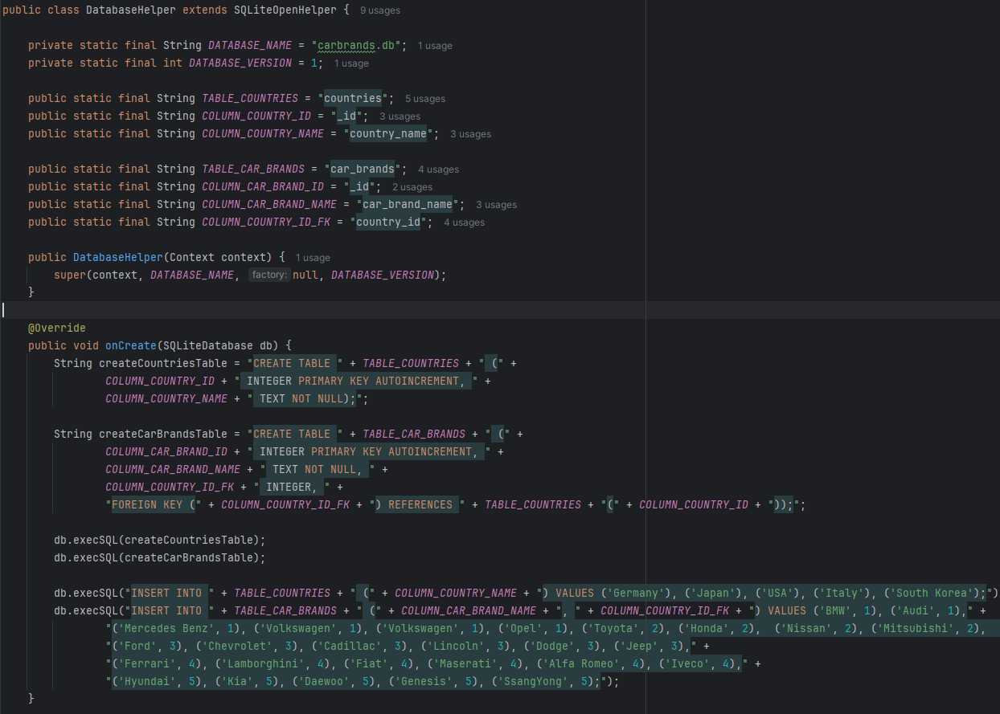 public class DatabaseHelper extends SQLiteOpenHelper { 9 usages
private static final String DATABASE_NAME = "carbrands.db"; 1 usage
private static final int DATABASE_VERSION = 1; 1 usage
public static final String TABLE_COUNTRIES = "countries"; 5 usages
public static final String COLUMN_COUNTRY_ID = "_id"; 3 usages
public static final String COLUMN_COUNTRY_NAME = "country_name"; 3 usages
public static final String TABLE_CAR_BRANDS = "car_brands"; 4 usages
public static final String COLUMN_CAR_BRAND_ID = "_id"; 2 usages
public static final String COLUMN_CAR_BRAND_NAME = "car_brand_name"; 3 usages
public static final String COLUMN_COUNTRY_ID_FK = "country_id"; 4 usages
public DatabaseHelper(Context context) { 1 usage
super(context, DATABASE_NAME, factory: null, DATABASE_VERSION);
}
@Override
public void onCreate(SQLiteDatabase db) {
String createCountriesTable = "CREATE TABLE " + TABLE_COUNTRIES + " (" +
COLUMN_COUNTRY_ID + " INTEGER PRIMARY KEY AUTOINCREMENT, " +
COLUMN_COUNTRY_NAME + " TEXT NOT NULL);";
String createCarBrandsTable = "CREATE TABLE " + TABLE_CAR_BRANDS + " (" +
COLUMN_CAR_BRAND_ID + " INTEGER PRIMARY KEY AUTOINCREMENT, " +
COLUMN_CAR_BRAND_NAME + " TEXT NOT NULL, " +
COLUMN_COUNTRY_ID_FK + " INTEGER, " +
"FOREIGN KEY (" + COLUMN_COUNTRY_ID_FK + ") REFERENCES " + TABLE_COUNTRIES + "(" + COLUMN_COUNTRY_ID + "));";
db.execSQL(createCountriesTable);
db.execSQL(createCarBrandsTable);
db.execSQL("INSERT INTO " + TABLE_COUNTRIES + " (" + COLUMN_COUNTRY_NAME + ") VALUES ('Germany'), ('Japan'), ('USA'), ('Italy'), ('South Korea');")
db.execSQL("INSERT INTO " + TABLE_CAR_BRANDS + " (" + COLUMN_CAR_BRAND_NAME + ", " + COLUMN_COUNTRY_ID_FK + ") VALUES ('BMW', 1), ('Audi', 1)," +
"('Mercedes Benz', 1), ('Volkswagen', 1), ('Volkswagen', 1), ('Opel', 1), ('Toyota', 2), ('Honda', 2),  ('Nissan', 2), ('Mitsubishi', 2),
"('Ford', 3), ('Chevrolet', 3), ('Cadillac', 3), ('Lincoln', 3), ('Dodge', 3), ('Jeep', 3)," +
"('Ferrari', 4), ('Lamborghini', 4), ('Fiat', 4), ('Maserati', 4), ('Alfa Romeo', 4), ('Iveco', 4)," +
"('Hyundai', 5), ('Kia', 5), ('Daewoo', 5), ('Genesis', 5), ('SsangYong', 5);");
}